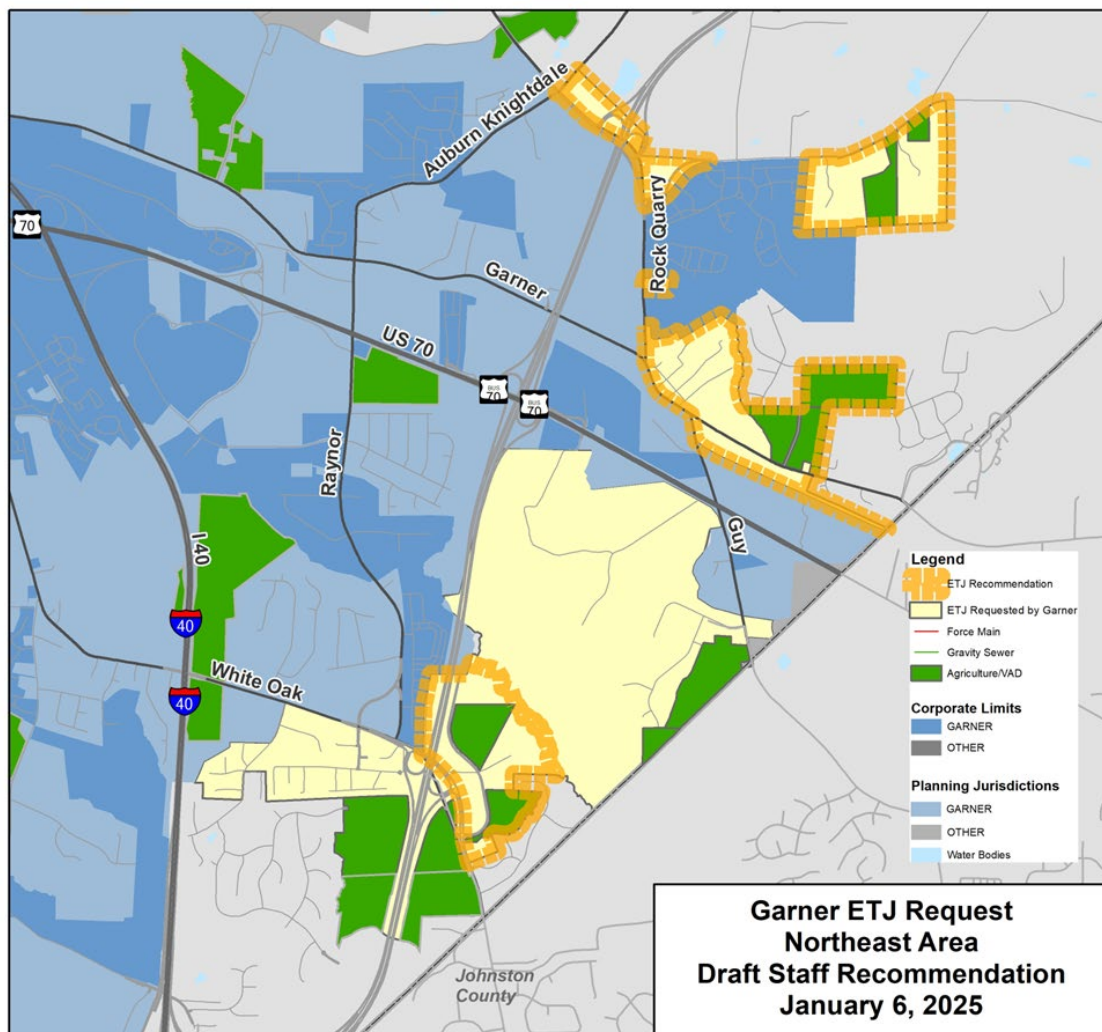 Auburn Knightdale
70
Rock Quarry
Garner
US 70
BUS
70
BUS
70
Raynor
Guy
I 40
40
White Oak
40
Legend
ETJ Recommendation
ETJ Requested by Garner
Force Main
Gravity Sewer
Agriculture/VAD
Corporate Limits
GARNER
OTHER
Planning Jurisdictions
GARNER
OTHER
Water Bodies
Johnston
County
Garner ETJ Request
Northeast Area
Draft Staff Recommendation
January 6, 2025